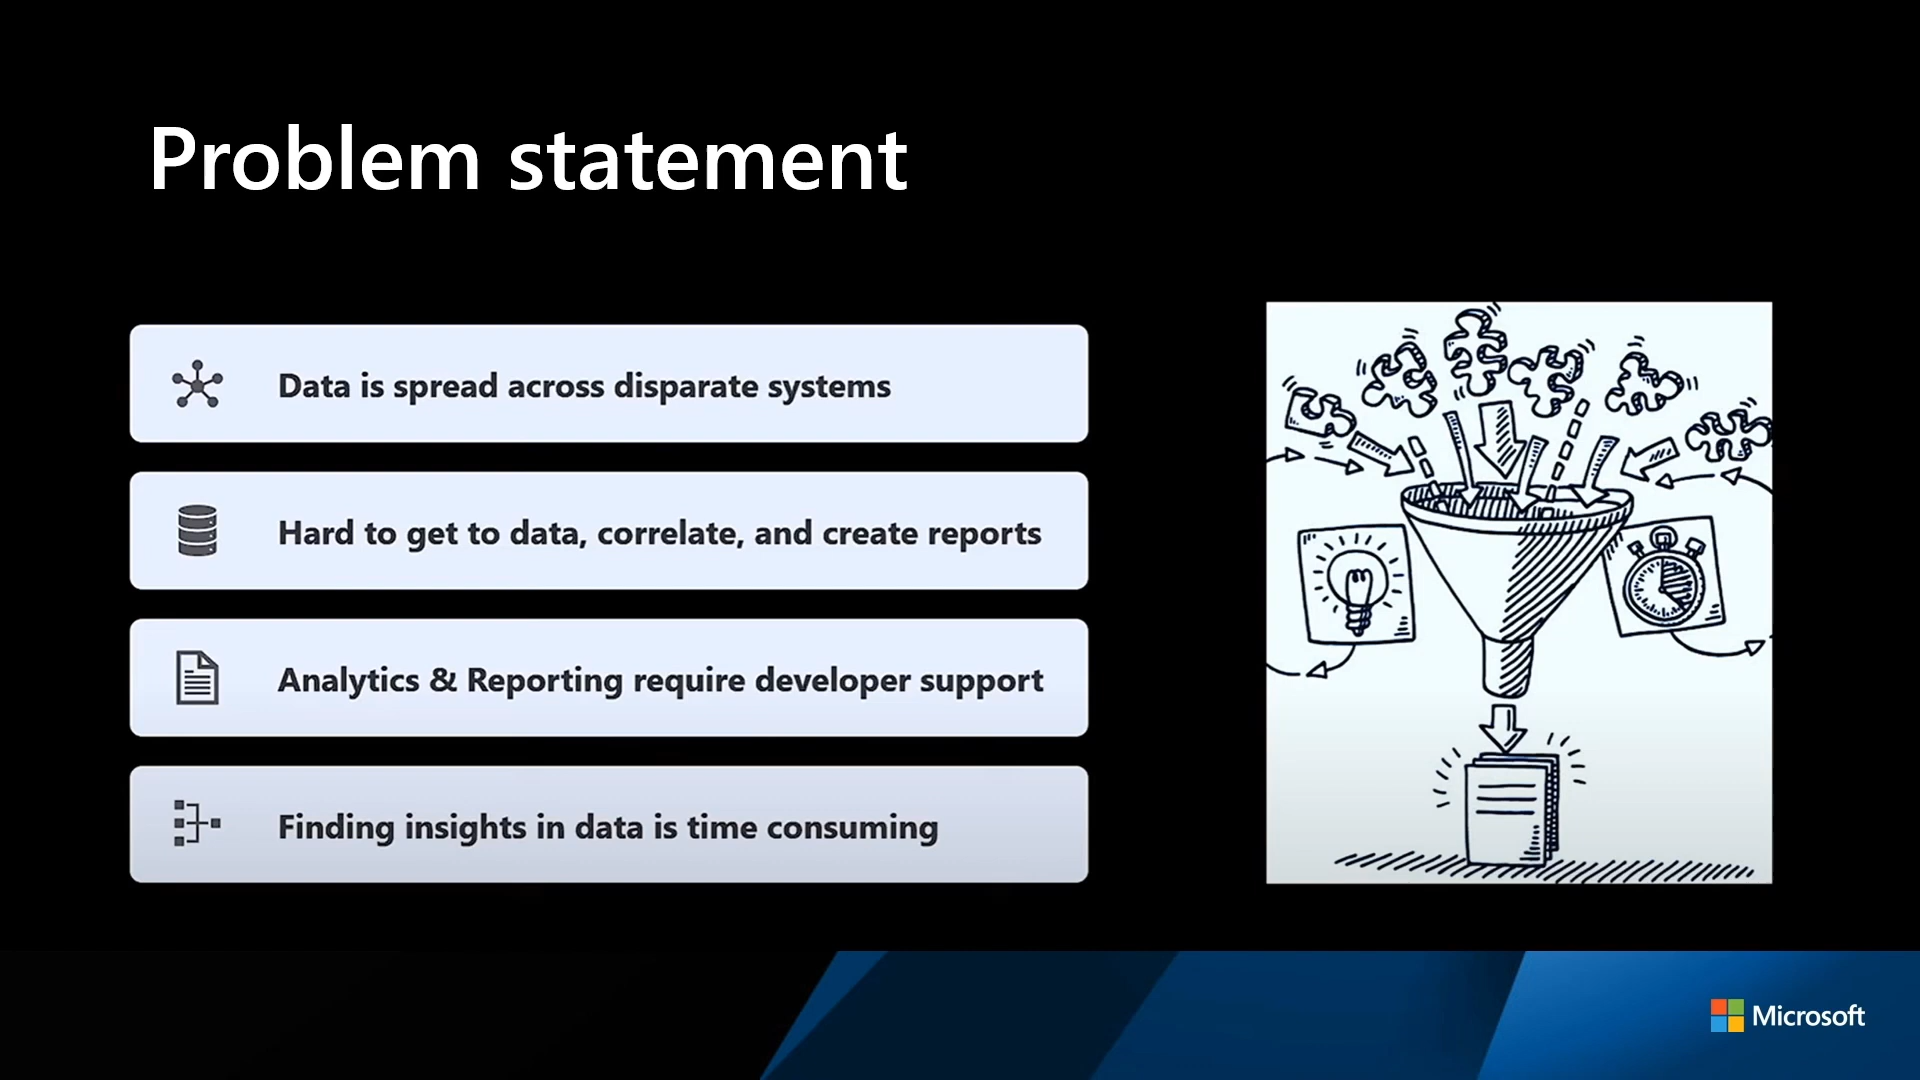 Problem statement
Data is spread across disparate systems
Hard to get to data, correlate, and create reports
Analytics & Reporting require developer support
Finding insights in data is time consuming
Microsoft